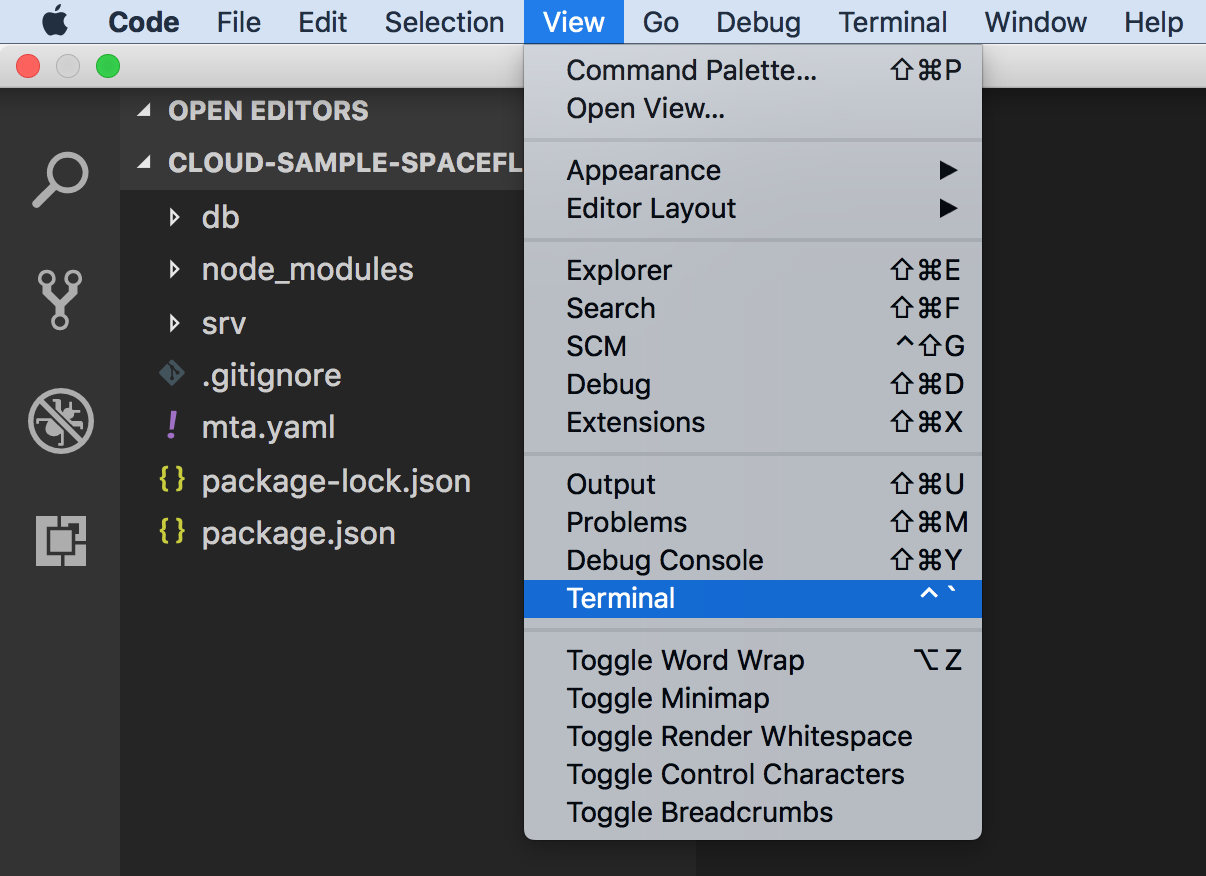 Code File Edit Selection View Go Debug Terminal Window Help
OPEN EDITORS
CLOUD-SAMPLE-SPACEFL
db
node_modules
srv
.gitignore
mta.yaml
package-lock.json
package.json
Command Palette... ⇧⌘P
Open View...
Appearance ▶
Editor Layout ▶
Explorer ⇧⌘E
Search ⇧⌘F
SCM ^⇧G
Debug ⇧⌘D
Extensions ⇧⌘X
Output ⇧⌘U
Problems ⇧⌘M
Debug Console ⇧⌘Y
Terminal ^`
Toggle Word Wrap ⌥Z
Toggle Minimap
Toggle Render Whitespace
Toggle Control Characters
Toggle Breadcrumbs